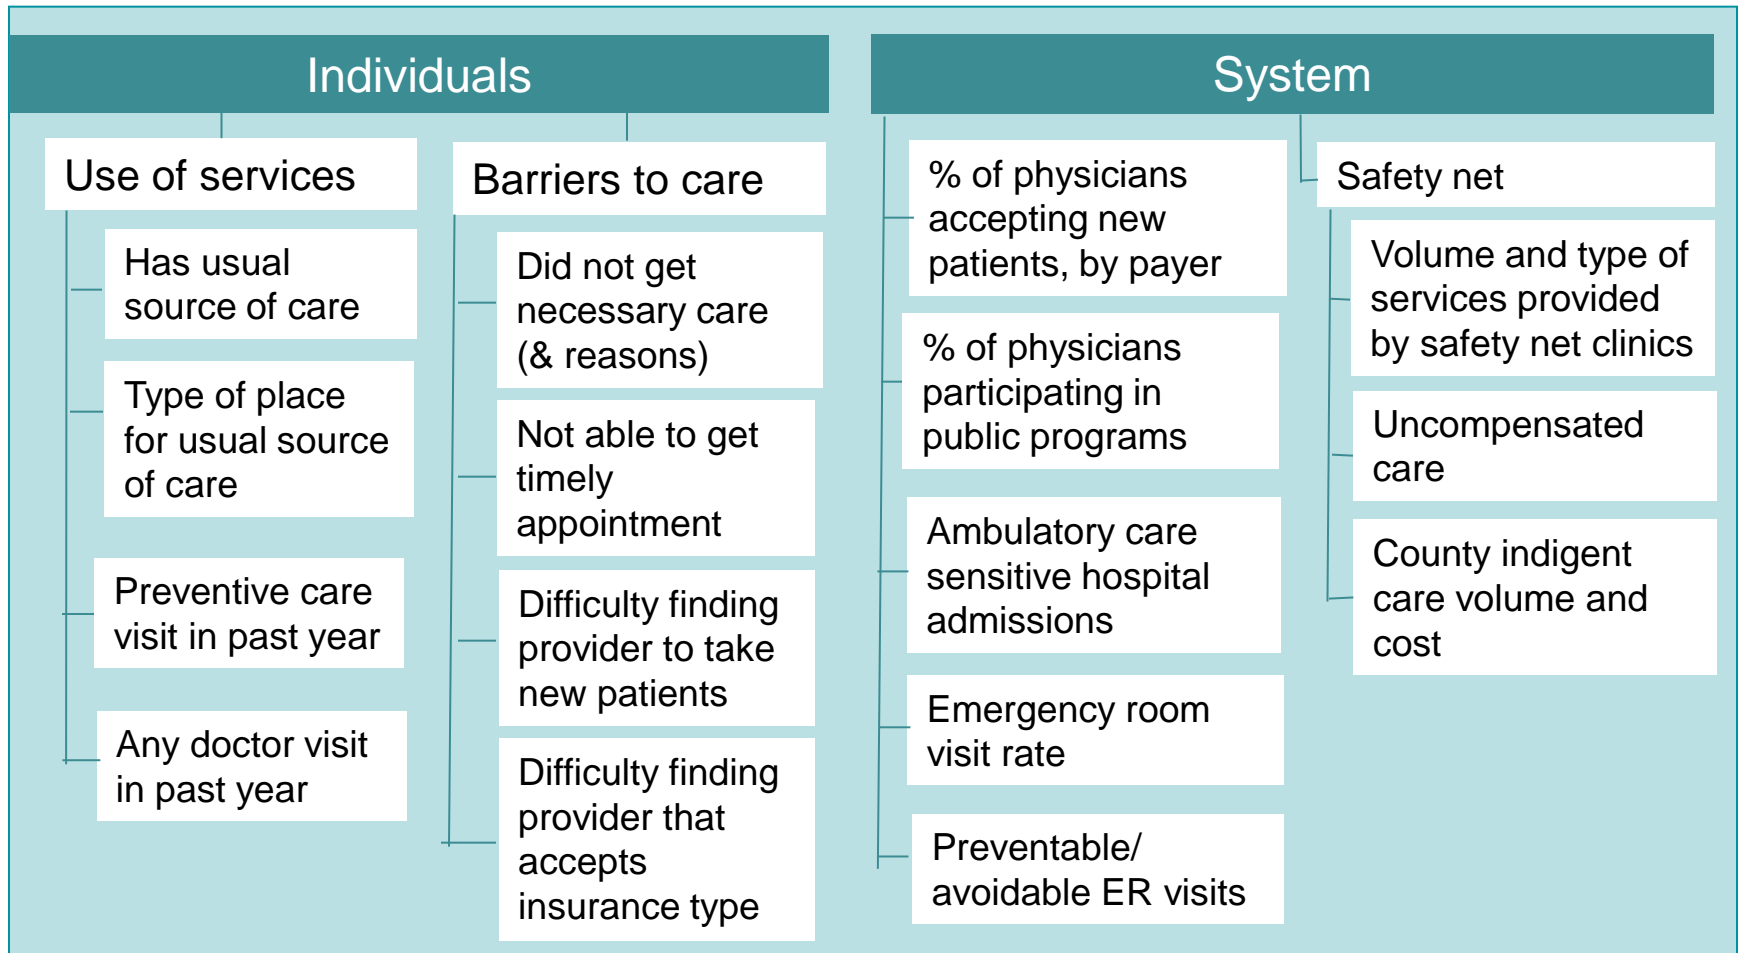 Individuals
Use of services
Has usual
source of care
Type of place
for usual source
of care
Preventive care
visit in past year
Any doctor visit
in past year
Barriers to care
Did not get
necessary care
(& reasons)
Not able to get
timely
appointment
Difficulty finding
provider to take
new patients
Difficulty finding
provider that
accepts
insurance type
System
% of physicians
accepting new
patients, by payer
% of physicians
participating in
public programs
Ambulatory care
sensitive hospital
admissions
Emergency room
visit rate
Preventable/
avoidable ER visits
Safety net
Volume and type of
services provided
by safety net clinics
Uncompensated
care
County indigent
care volume and
cost